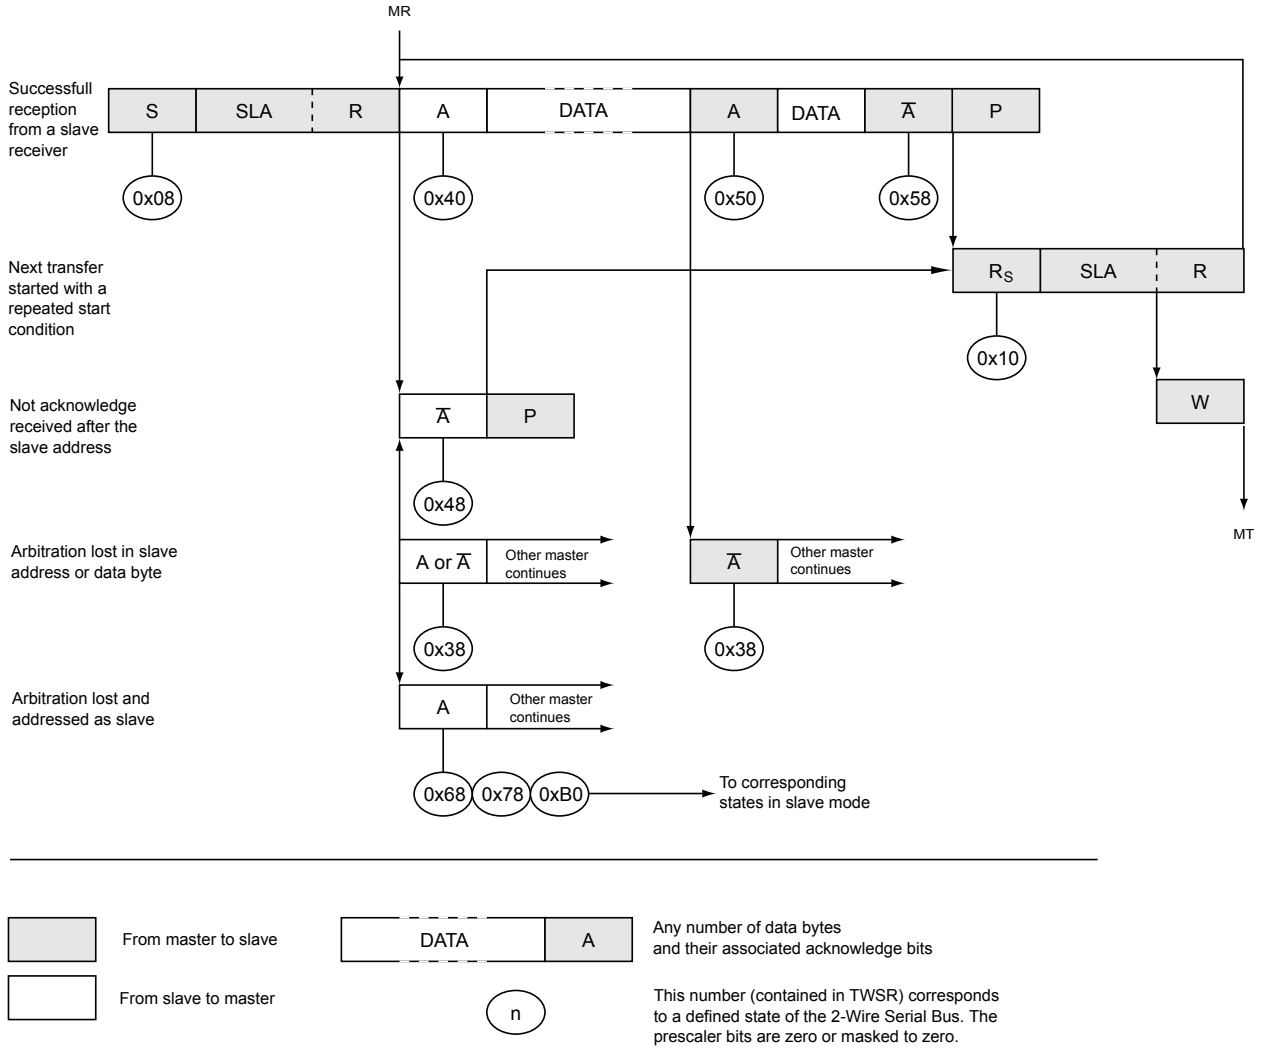 MR
Successfull
reception
from a slave
receiver
S SLA R A DATA A DATA A̅ P
0x08 0x40 0x50 0x58
Next transfer
started with a
repeated start
condition
RS SLA R
0x10
Not acknowledge
received after the
slave address
A̅ P
W
0x48
MT
Arbitration lost in slave
address or data byte
A or A̅
Other master
continues
A̅
Other master
continues
0x38 0x38
Arbitration lost and
addressed as slave
A
Other master
continues
0x68 0x78 0xB0
To corresponding
states in slave mode
From master to slave
DATA A
Any number of data bytes
and their associated acknowledge bits
From slave to master
n
This number (contained in TWSR) corresponds
to a defined state of the 2-Wire Serial Bus. The
prescaler bits are zero or masked to zero.